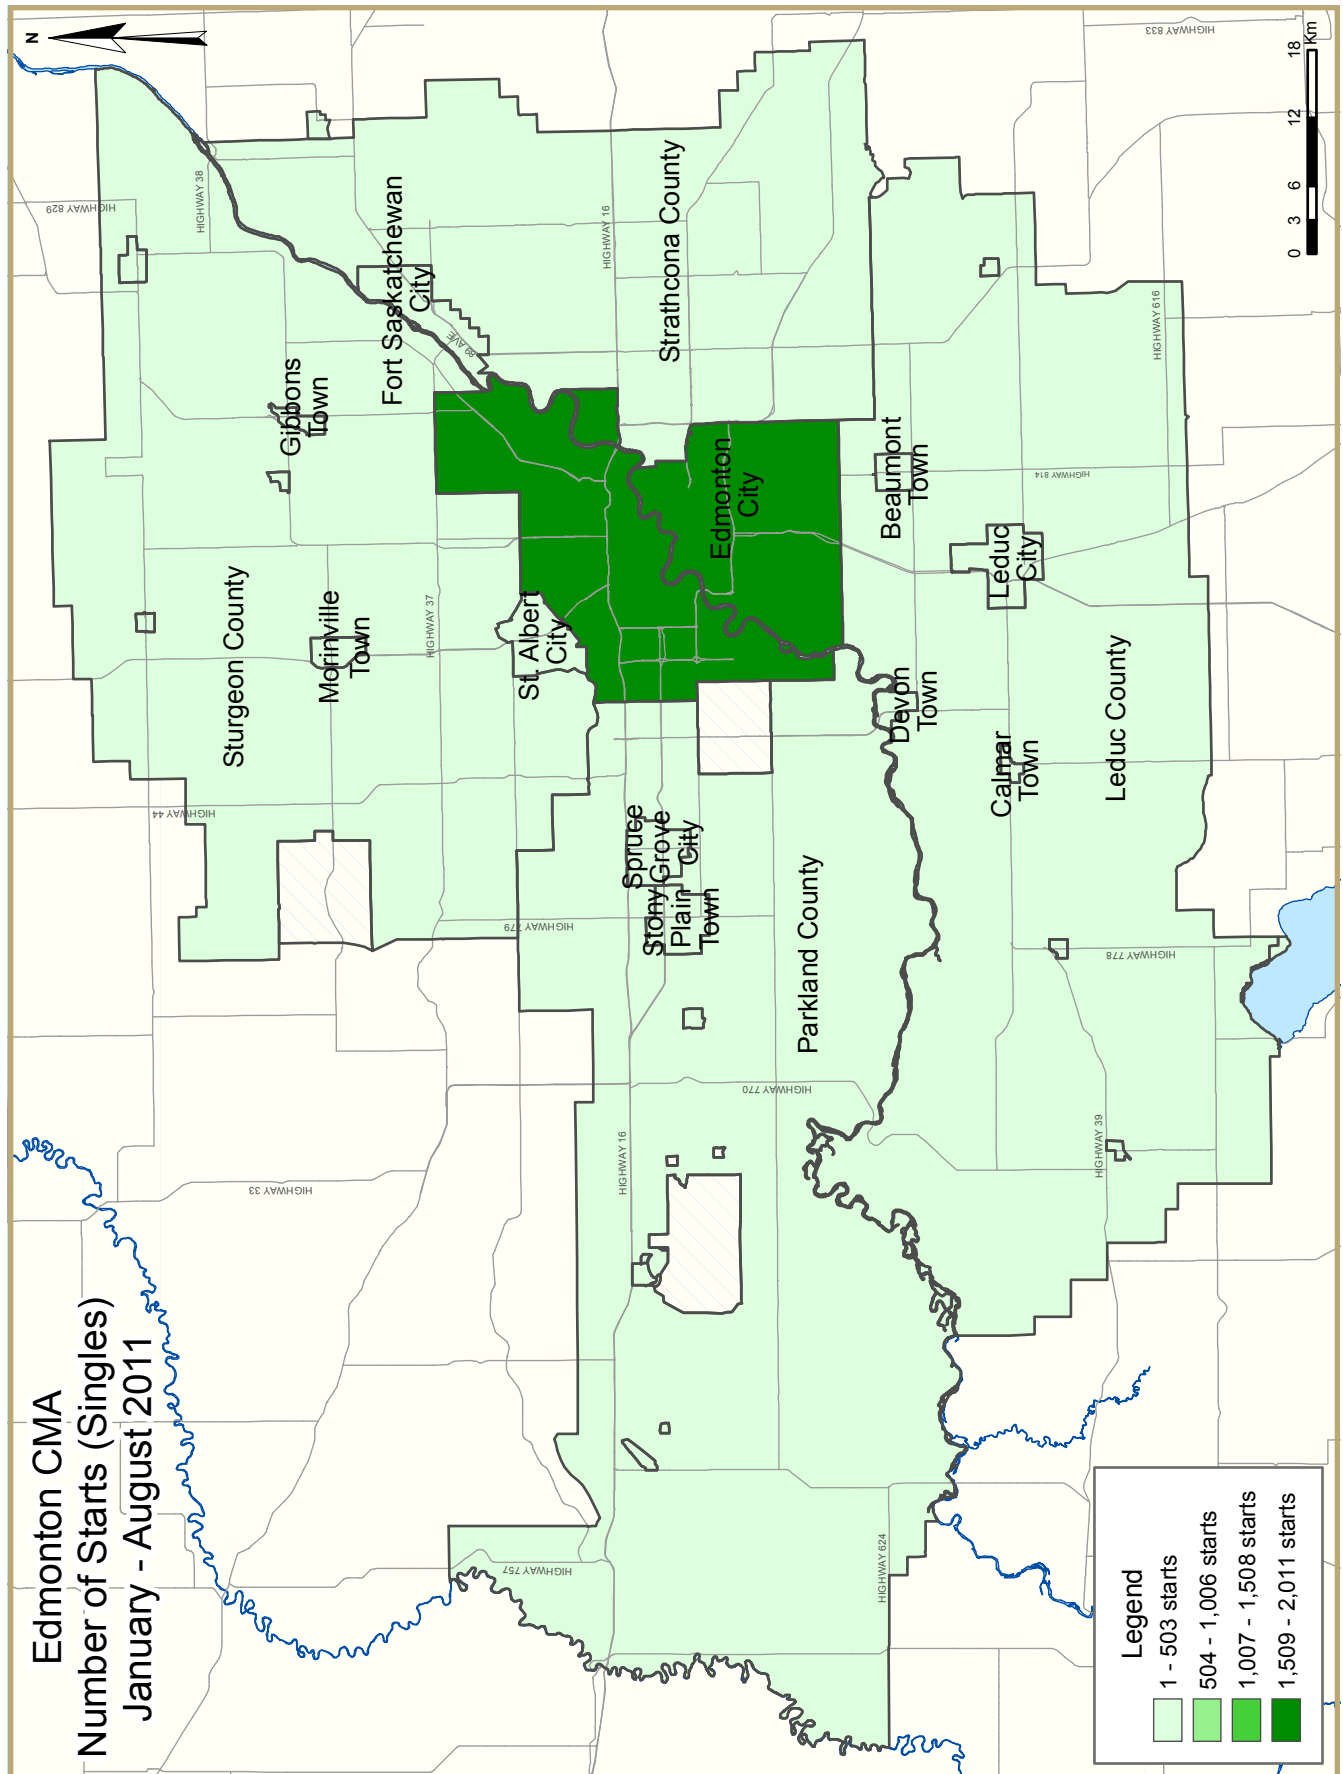 Edmonton CMA
Number of Starts (Singles)
January - August 2011
N
HIGHWAY 829
HIGHWAY 38
HIGHWAY 833
Gibbons
Town
Fort Saskatchewan
City
89 AVE
Sturgeon County
Morinville
Town
HIGHWAY 37
HIGHWAY 44
St. Albert
City
HIGHWAY 16
Strathcona County
Edmonton
City
HIGHWAY 33
HIGHWAY 779
Spruce
Grove
City
Stony
Plain
Town
Parkland County
HIGHWAY 770
HIGHWAY 16
HIGHWAY 757
HIGHWAY 624
Beaumont
Town
HIGHWAY 814
Leduc
City
Devon
Town
Calmar
Town
Leduc County
HIGHWAY 616
HIGHWAY 778
HIGHWAY 39
Legend
1 - 503 starts
504 - 1,006 starts
1,007 - 1,508 starts
1,509 - 2,011 starts
0 3 6 12 18
Km